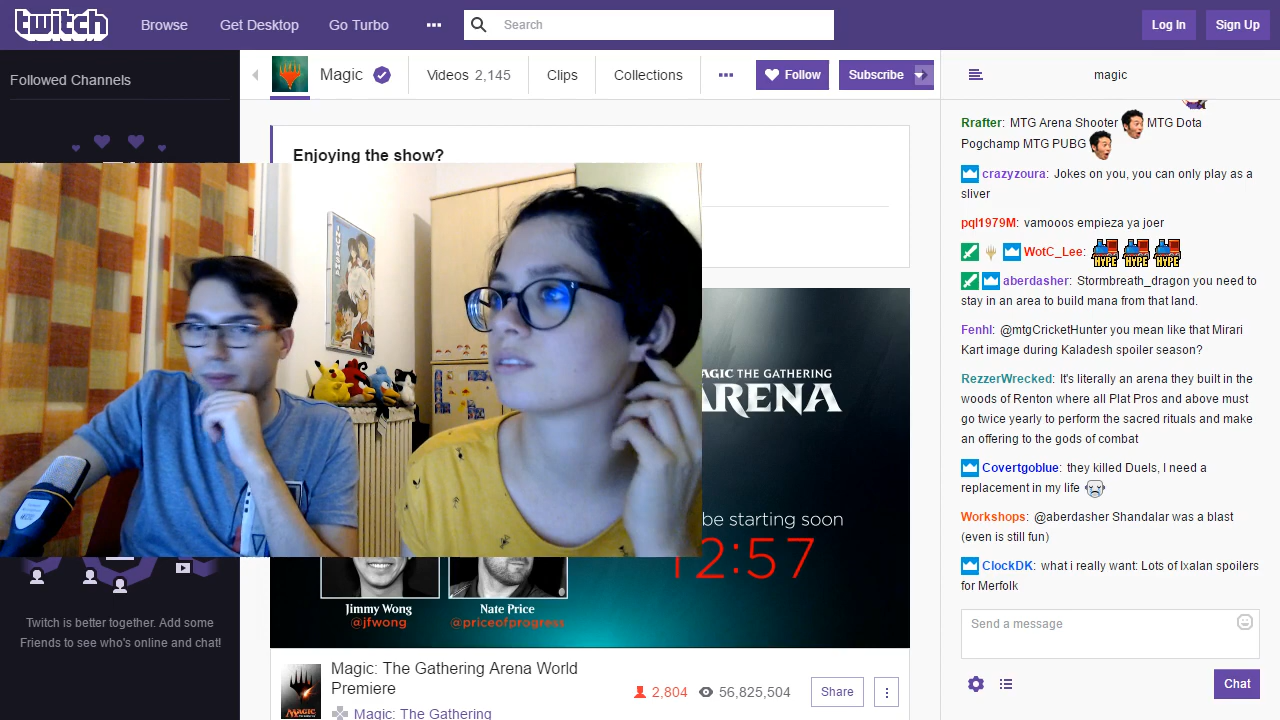 twitch
Browse
Get Desktop
Go Turbo
Search
Log In
Sign Up
Followed Channels
Magic
Videos 2,145
Clips
Collections
Follow
Subscribe
magic
Enjoying the show?
Rrafter: MTG Arena Shooter MTG Dota
Pogchamp MTG PUBG
crazyzoura: Jokes on you, you can only play as a
sliver
pql1979M: vamooos empieza ya joer
WotC_Lee: HYPE HYPE HYPE
aberdasher: Stormbreath_dragon you need to
stay in an area to build mana from that land.
Fenhl: @mtgCricketHunter you mean like that Mirari
Kart image during Kaladesh spoiler season?
RezzerWrecked: It's literally an arena they built in the
woods of Renton where all Plat Pros and above must
go twice yearly to perform the sacred rituals and make
an offering to the gods of combat
Covertgoblue: they killed Duels, I need a
replacement in my life
Workshops: @aberdasher Shandalar was a blast
(even is still fun)
ClockDK: what i really want: Lots of Ixalan spoilers
for Merfolk
Send a message
Chat
INUYASHA
AGIC THE GATHERING
ARENA
be starting soon
12:57
Jimmy Wong
@jfwong
Nate Price
@priceofprogress
Twitch is better together. Add some
Friends to see who's online and chat!
MAGIC
Magic: The Gathering Arena World
Premiere
Magic: The Gathering
2,804
56,825,504
Share